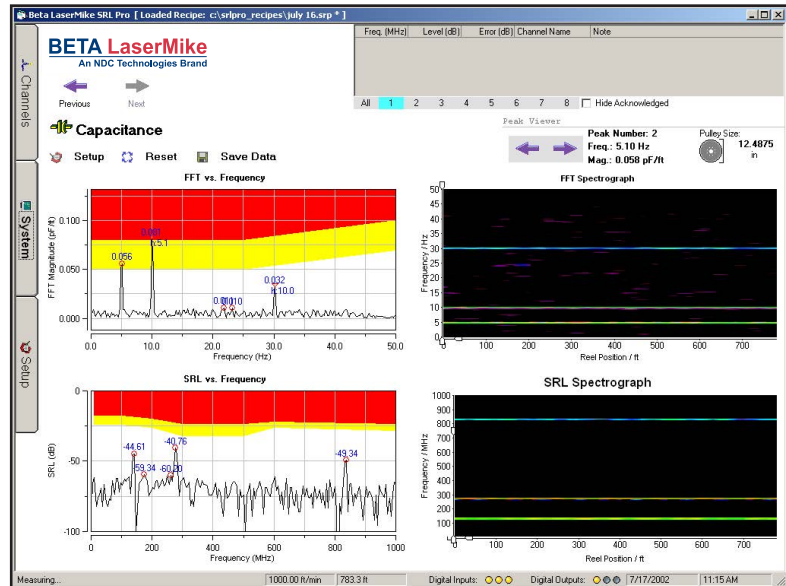 Beta LaserMike SRL Pro [ Loaded Recipe: c:\srlpro_recipes\july 16.srp * ]
BETA LaserMike
An NDC Technologies Brand
Previous
Next
Freq. (MHz) Level (dB) Error (dB) Channel Name Note
All 1 2 3 4 5 6 7 8 Hide Acknowledged
Channels
System
Setup
Capacitance
Setup Reset Save Data
Peak Viewer
Peak Number: 2
Freq.: 5.10 Hz
Mag.: 0.058 pF/ft
Pulley Size:
12.4875
in
FFT vs. Frequency
FFT Magnitude (pF/ft)
0.100
0.050
0.000
0.056
0.032
0.0 10.0 20.0 30.0 40.0 50.0
Frequency (Hz)
FFT Spectrograph
Frequency / Hz
50
45
40
35
30
25
20
15
10
5
0
0 100 200 300 400 500 600 700
Reel Position / ft
SRL vs. Frequency
SRL (dB)
0
-50
-100
-44.61
-40.76
59.34
-60.20
-49.34
0 200 400 600 800 1000
Frequency (MHz)
SRL Spectrograph
Frequency / MHz
1000
900
800
700
600
500
400
300
200
100
0
0 100 200 300 400 500 600 700
Reel Position / ft
Measuring... 1000.00 ft/min 783.3 ft Digital Inputs: Digital Outputs: 7/17/2002 11:15 AM